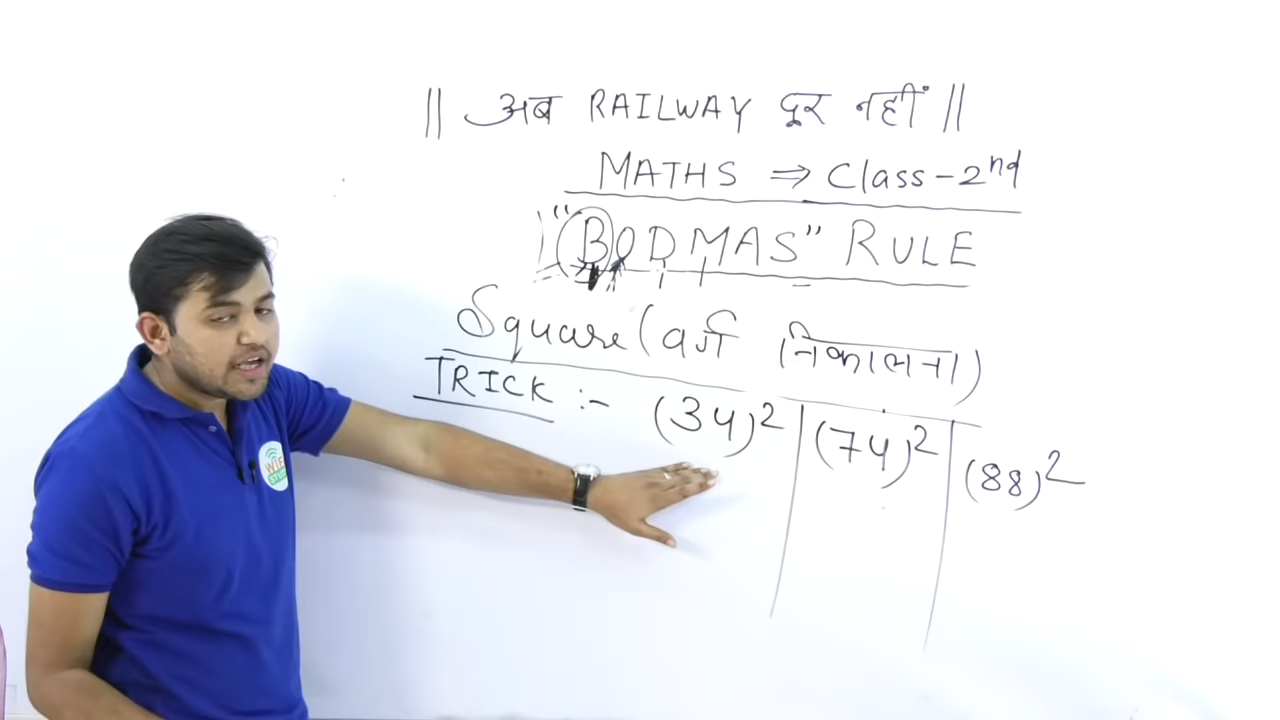 || अब RAILWAY दूर नहीं ||
MATHS ⇒ Class-2nd
"BODMAS" RULE
Square (वर्ग निकालना)
TRICK :- (34)² (74)² (88)²